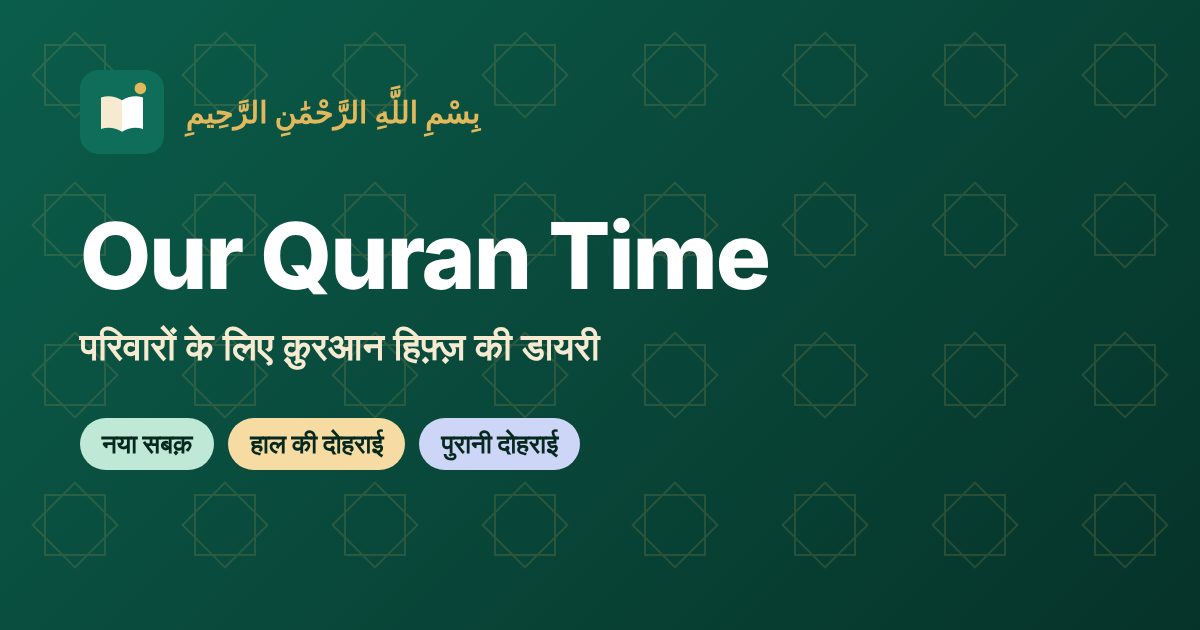 بِسْمِ اللَّهِ الرَّحْمَٰنِ الرَّحِيمِ
Our Quran Time
परिवारों के लिए क़ुरआन हिफ़्ज़ की डायरी
नया सबक़
हाल की दोहराई
पुरानी दोहराई